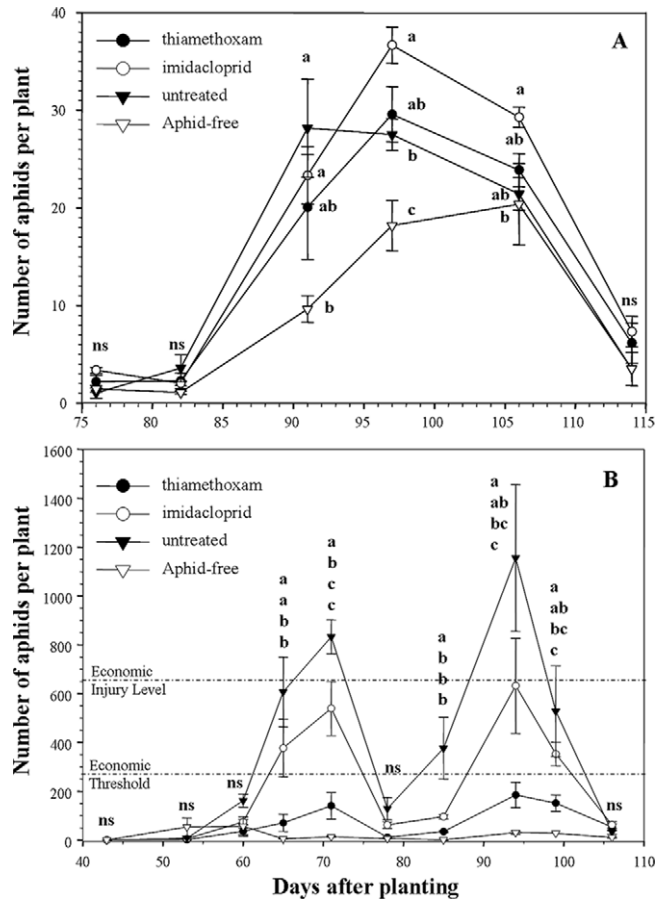 A
thiamethoxam
imidacloprid
untreated
Aphid-free
Number of aphids per plant
40
30
20
10
0
75
80
85
90
95
100
105
110
115
ns
ns
a
a
ab
b
a
ab
b
c
a
ab
ab
b
ns
B
thiamethoxam
imidacloprid
untreated
Aphid-free
Number of aphids per plant
1600
1400
1200
1000
800
600
400
200
0
Economic
Injury Level
Economic
Threshold
ns
ns
ns
a
a
b
b
a
b
c
c
ns
a
b
b
b
a
ab
bc
c
a
ab
bc
c
ns
40
50
60
70
80
90
100
110
Days after planting